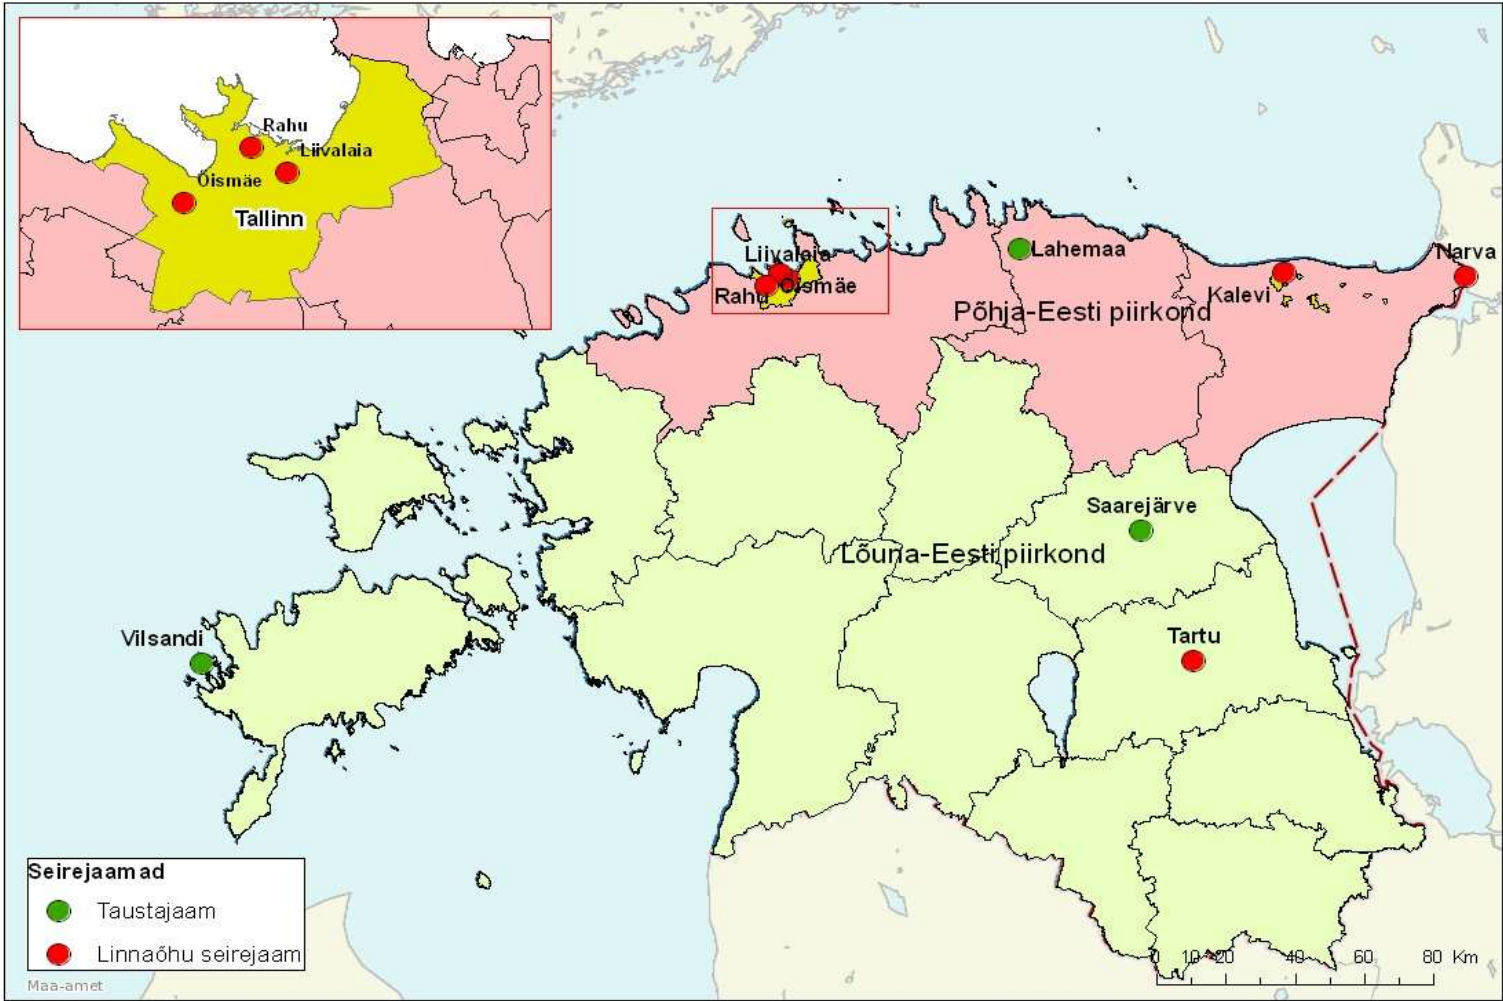 Rahu
Liivalaia
Õismäe
Tallinn
Liivalaia
Õismäe
Rahu
Lahemaa
Narva
Kalevi
Põhja-Eesti piirkond
Saarejärve
Lõuna-Eesti piirkond
Vilsandi
Tartu
Seirejaamad
Taustajaam
Linnaõhu seirejaam
Maa-amet
0 10 20 40 60 80 Km